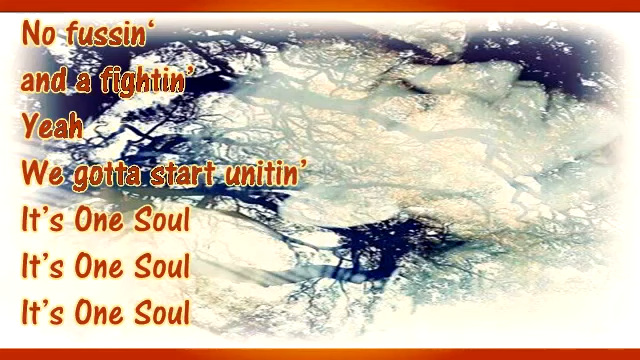 No fussin‘
and a fightin’
Yeah
We gotta start unitin’
It’s One Soul
It’s One Soul
It’s One Soul